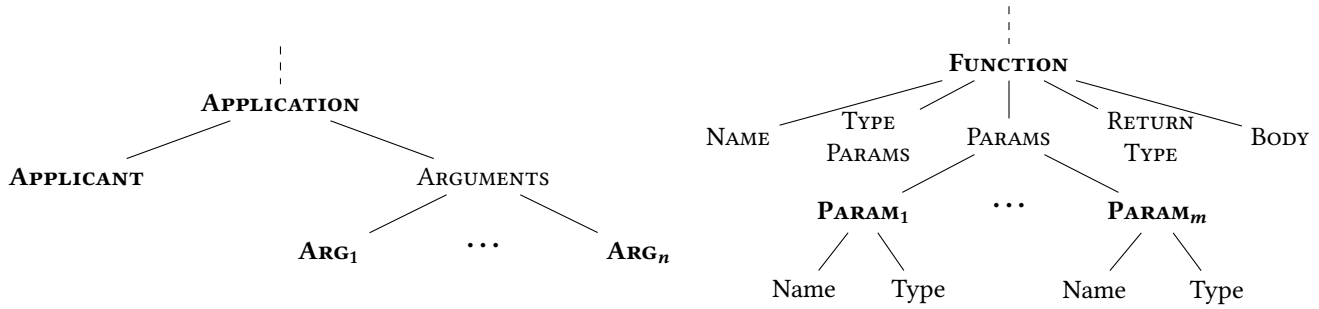 APPLICATION
APPLICANT ARGUMENTS
ARG1 ... ARGn
FUNCTION
NAME TYPE PARAMS PARAMS RETURN TYPE BODY
PARAM1 ... PARAMm
Name Type Name Type